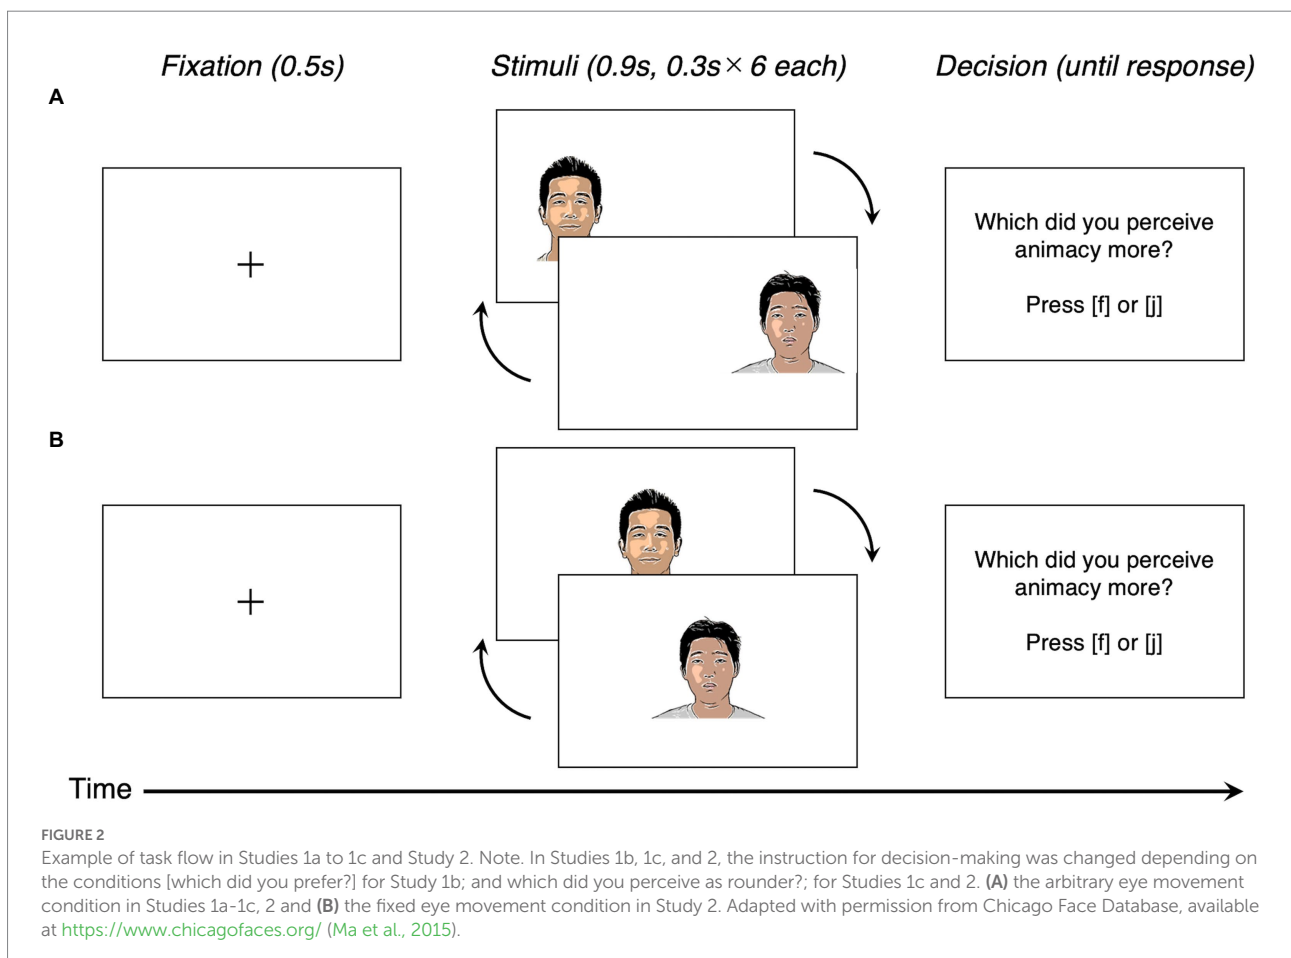 Fixation (0.5s)
Stimuli (0.9s, 0.3s × 6 each)
Decision (until response)
A
+
Which did you perceive
animacy more?
Press [f] or [j]
B
+
Which did you perceive
animacy more?
Press [f] or [j]
Time
FIGURE 2
Example of task flow in Studies 1a to 1c and Study 2. Note. In Studies 1b, 1c, and 2, the instruction for decision-making was changed depending on
the conditions [which did you prefer?] for Study 1b; and which did you perceive as rounder?; for Studies 1c and 2. (A) the arbitrary eye movement
condition in Studies 1a-1c, 2 and (B) the fixed eye movement condition in Study 2. Adapted with permission from Chicago Face Database, available
at https://www.chicagofaces.org/ (Ma et al., 2015).